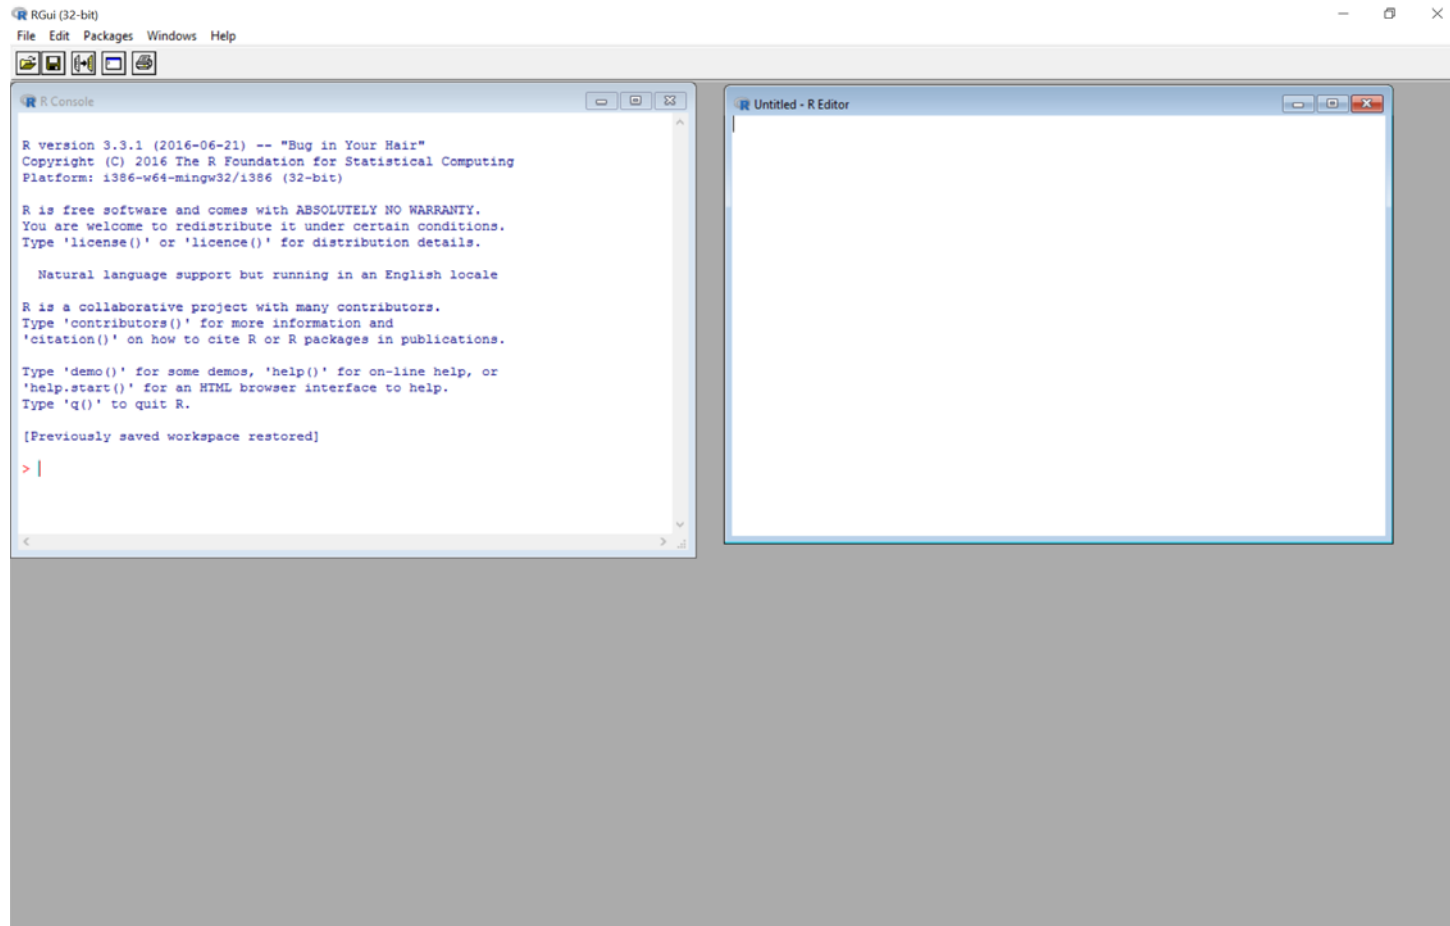 RGui (32-bit)
File Edit Packages Windows Help
R Console
R version 3.3.1 (2016-06-21) -- "Bug in Your Hair"
Copyright (C) 2016 The R Foundation for Statistical Computing
Platform: i386-w64-mingw32/i386 (32-bit)
R is free software and comes with ABSOLUTELY NO WARRANTY.
You are welcome to redistribute it under certain conditions.
Type 'license()' or 'licence()' for distribution details.
Natural language support but running in an English locale
R is a collaborative project with many contributors.
Type 'contributors()' for more information and
'citation()' on how to cite R or R packages in publications.
Type 'demo()' for some demos, 'help()' for on-line help, or
'help.start()' for an HTML browser interface to help.
Type 'q()' to quit R.
[Previously saved workspace restored]
>
Untitled - R Editor